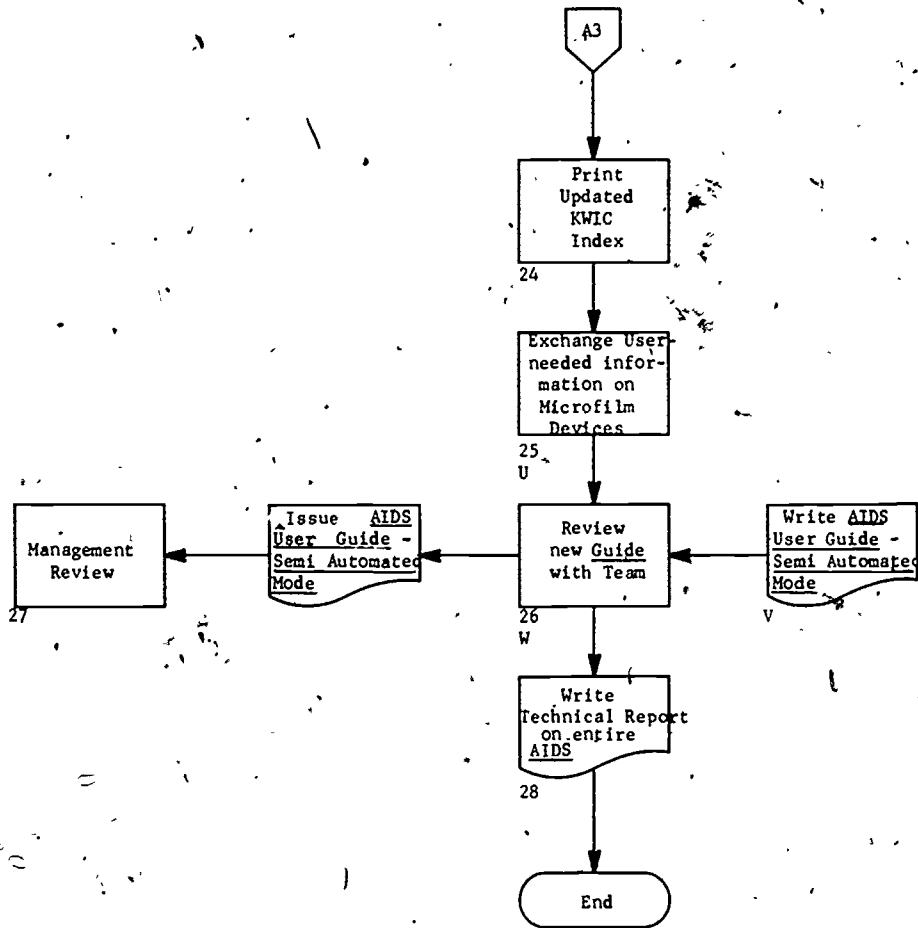 A3
Print
Updated
KWIC
Index
24
Exchange User-
needed infor-
mation on
Microfilm
Devices
25
U
Management
Review
27
Issue AIDS
User Guide -
Semi Automated
Mode
Review
new Guide
with Team
26
W
Write AIDS
User Guide -
Semi Automated
Mode
V
Write
Technical Report
on entire
AIDS
28
End